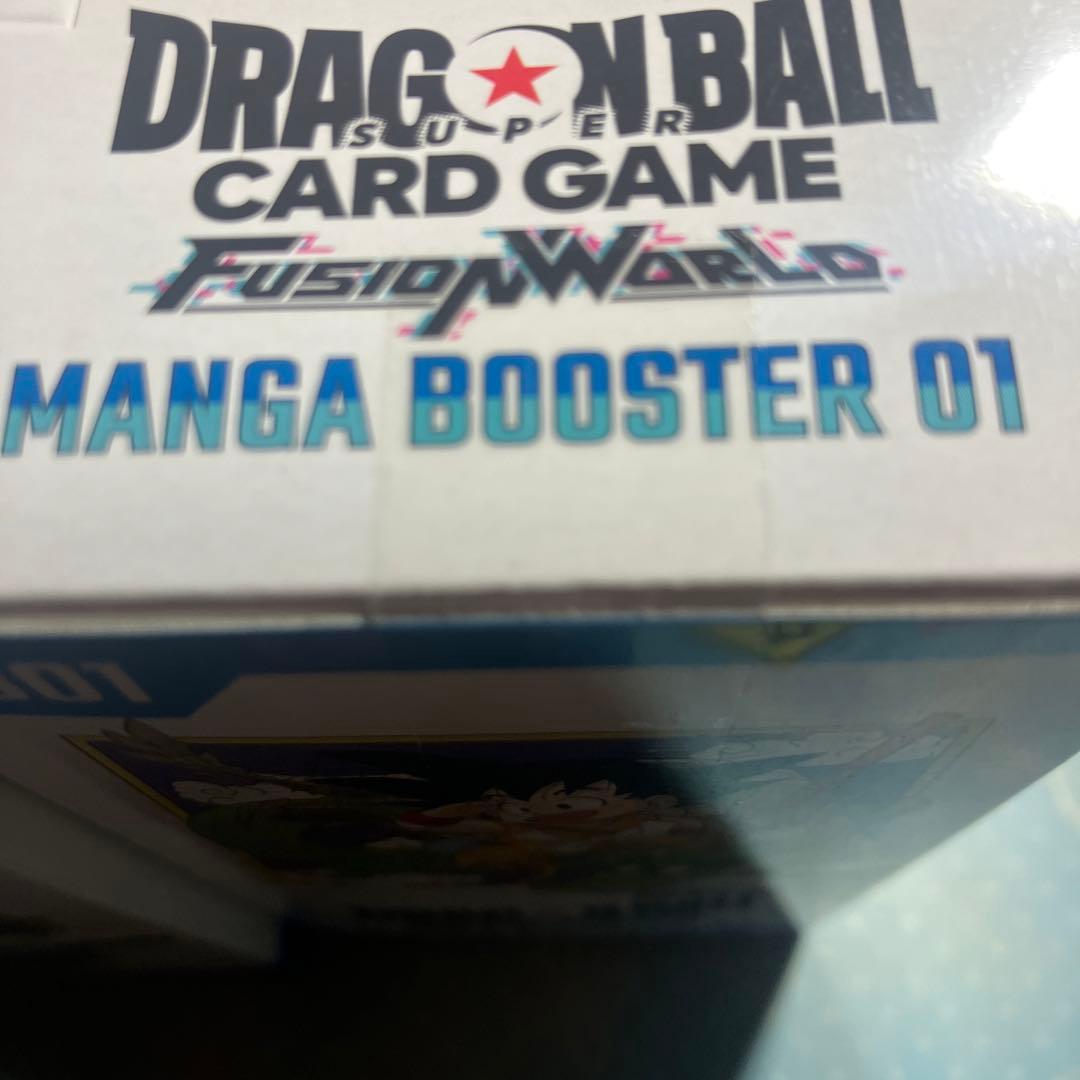 DRAGON BALL
SUPER
CARD GAME
FUSION WORLD
MANGA BOOSTER 01